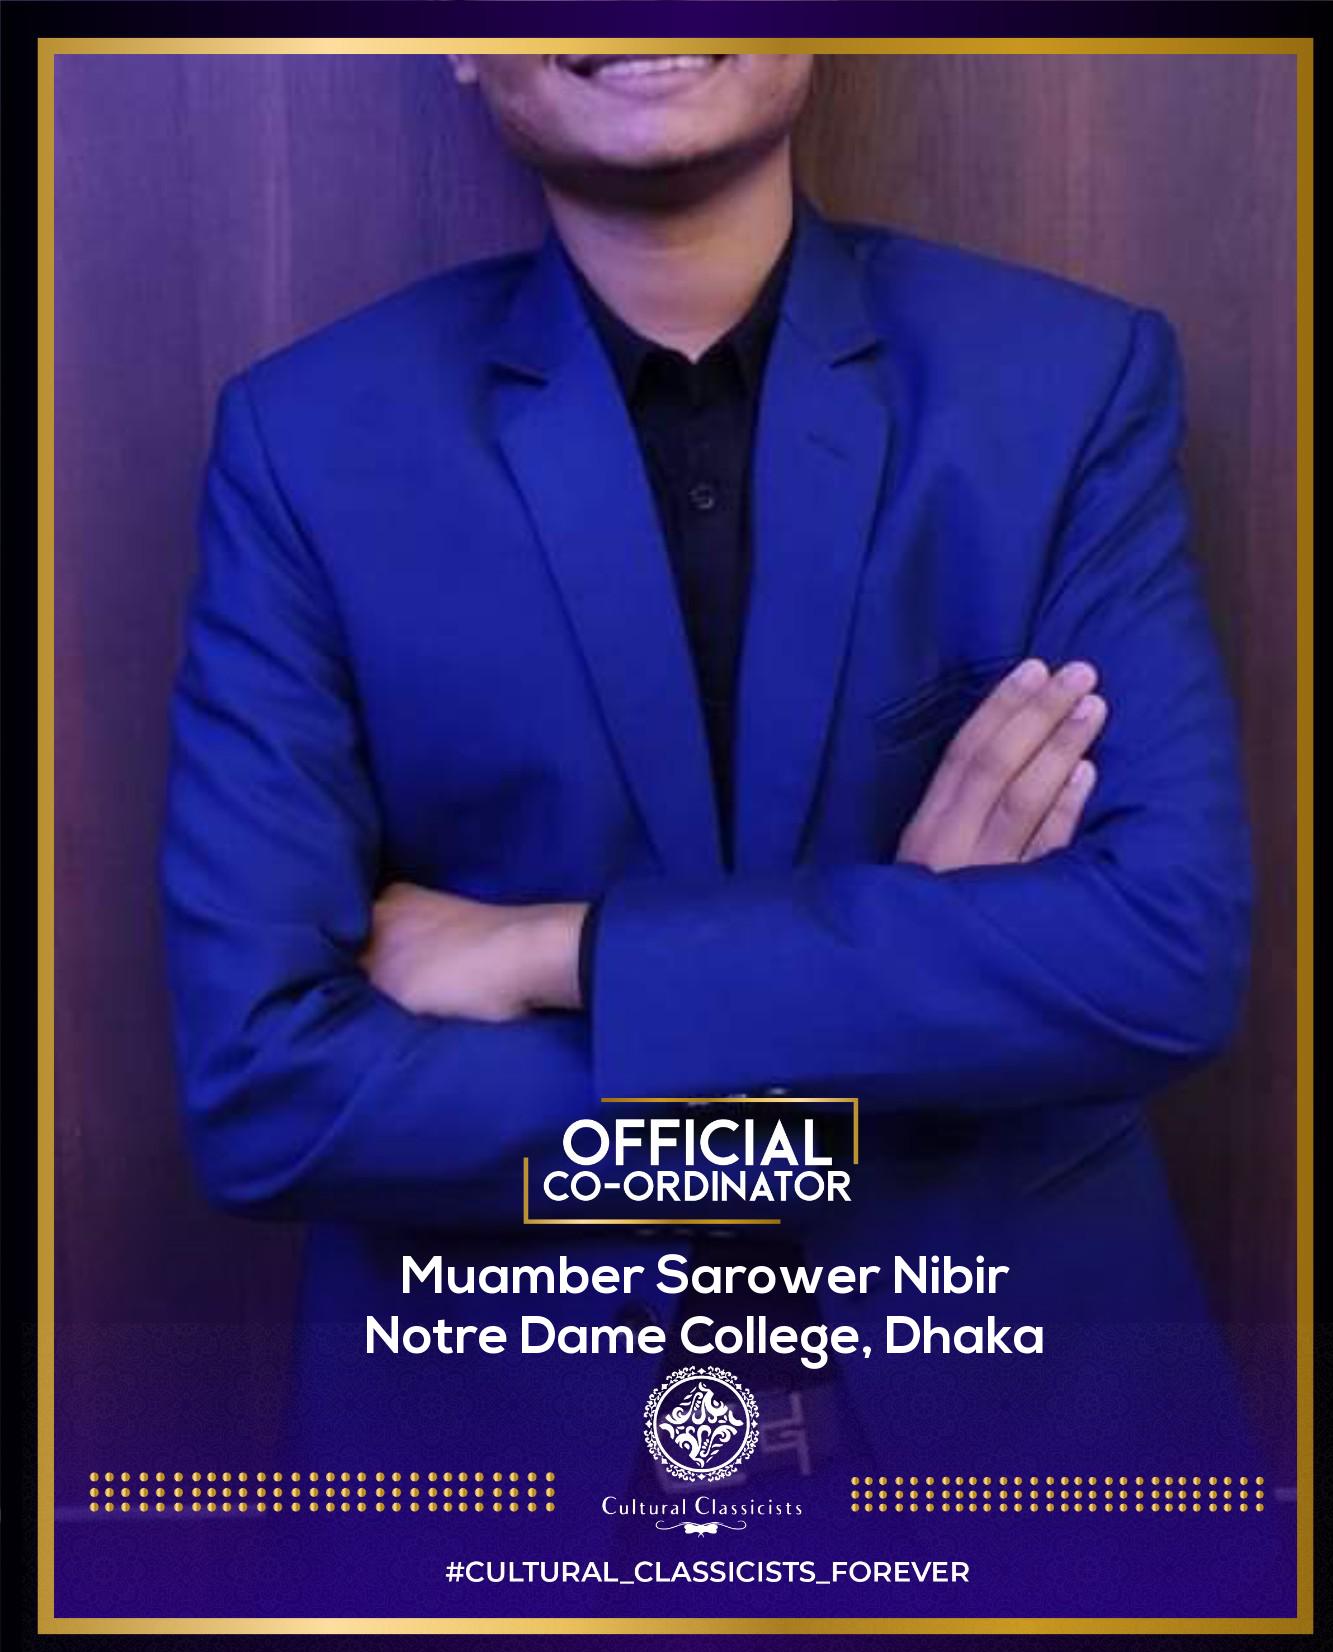 OFFICIAL
CO-ORDINATOR
Muamber Sarower Nibir
Notre Dame College, Dhaka
Cultural Classicists
#CULTURAL_CLASSICISTS_FOREVER